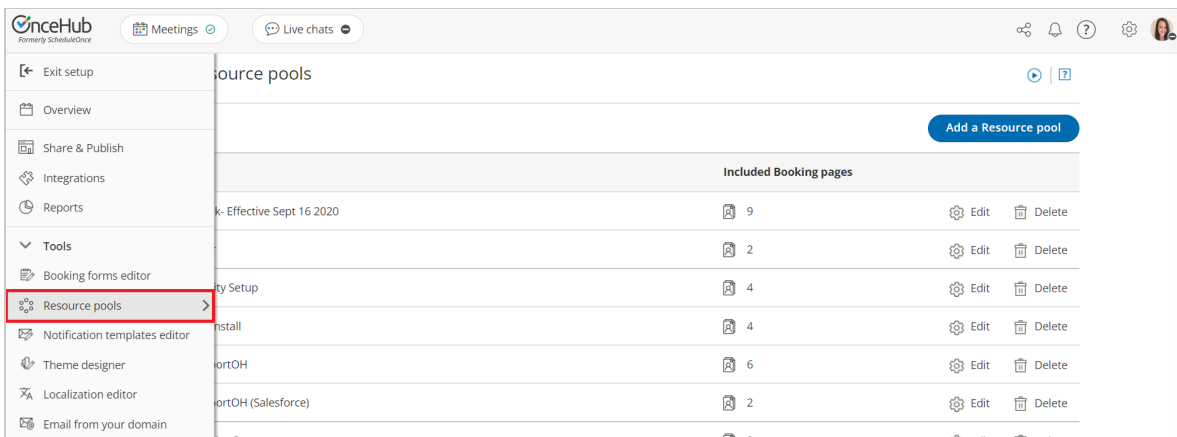 OnceHub
Formerly ScheduleOnce
Meetings
Live chats
Exit setup
source pools
Overview
Add a Resource pool
Share & Publish
Integrations
Included Booking pages
Reports
k- Effective Sept 16 2020 9 Edit Delete
Tools
2 Edit Delete
Booking forms editor
ity Setup 4 Edit Delete
Resource pools
nstall 4 Edit Delete
Notification templates editor
Theme designer
portOH 6 Edit Delete
Localization editor
ortOH (Salesforce) 2 Edit Delete
Email from your domain